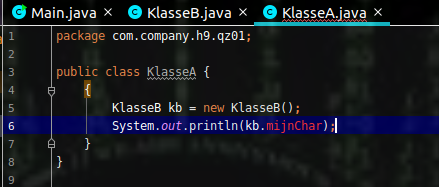 Main.java × KlasseB.java × KlasseA.java ×
1 package com.company.h9.qz01;
2
3 public class KlasseA {
4 {
5 KlasseB kb = new KlasseB();
6 System.out.println(kb.mijnChar);
7 }
8 }
9